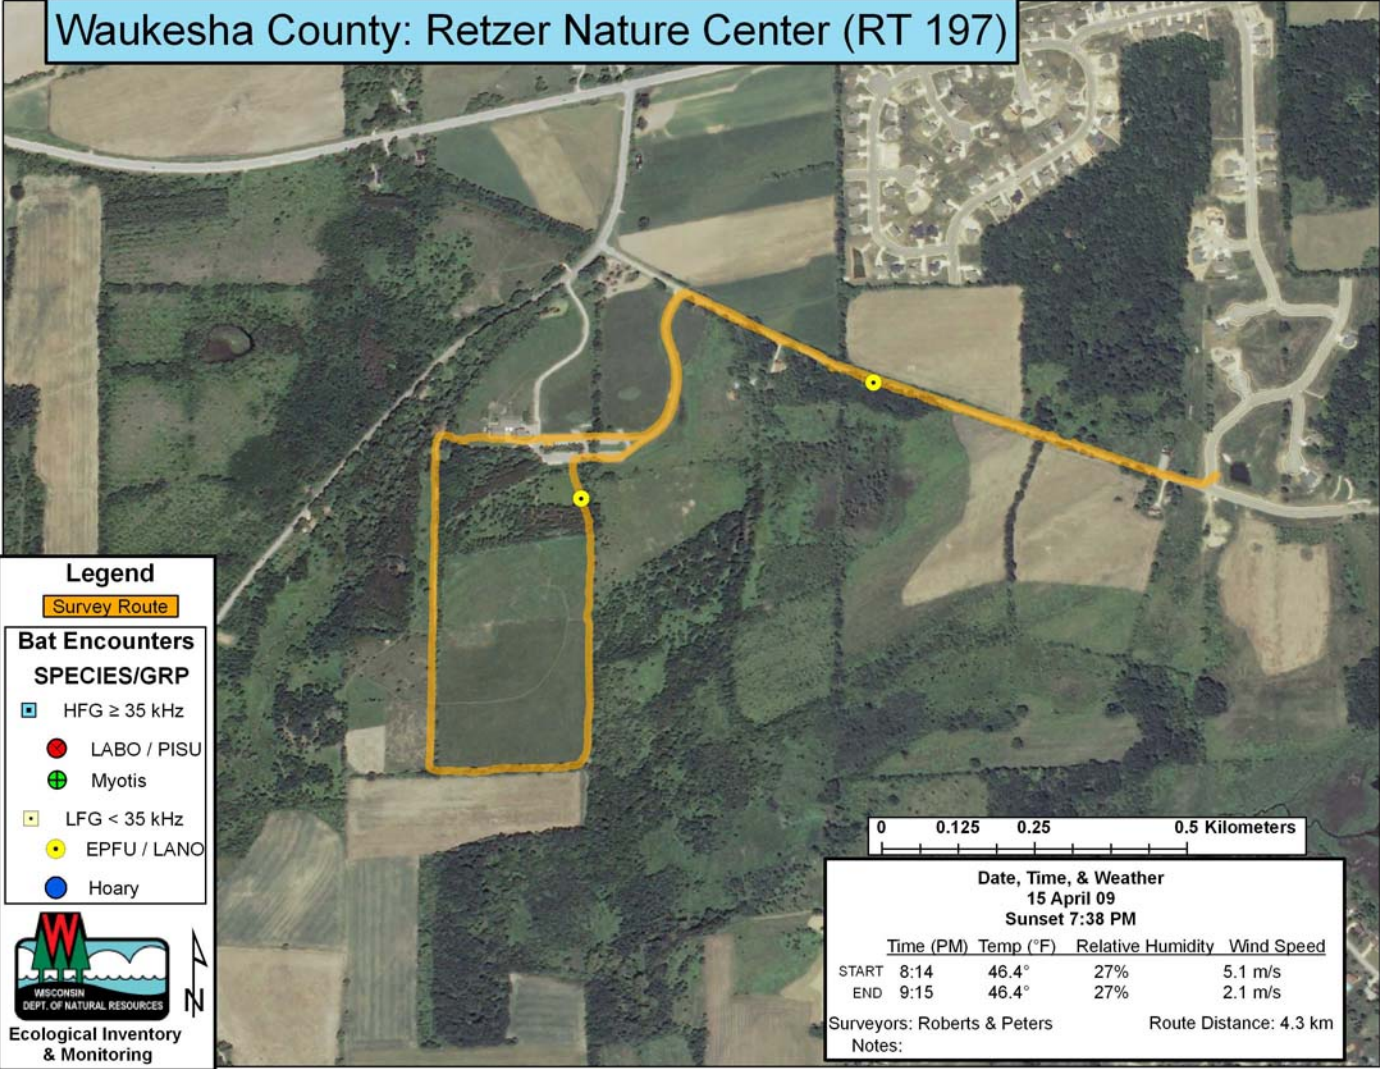 Waukesha County: Retzer Nature Center (RT 197)
Legend
Survey Route
Bat Encounters
SPECIES/GRP
HFG ≥ 35 kHz
LABO / PISU
Myotis
LFG < 35 kHz
EPFU / LANO
Hoary
W
WISCONSIN
DEPT. OF NATURAL RESOURCES
N
Ecological Inventory
& Monitoring
0 0.125 0.25 0.5 Kilometers
Date, Time, & Weather
15 April 09
Sunset 7:38 PM
Time (PM) Temp (°F) Relative Humidity Wind Speed
START 8:14 46.4° 27% 5.1 m/s
END 9:15 46.4° 27% 2.1 m/s
Surveyors: Roberts & Peters Route Distance: 4.3 km
Notes: